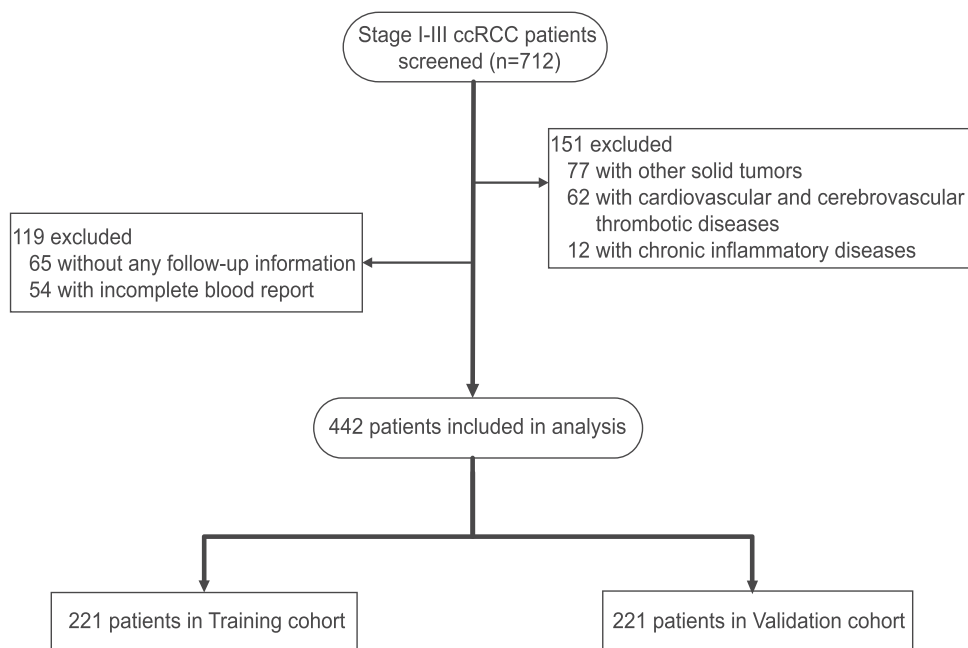 Stage I-III ccRCC patients
screened (n=712)
151 excluded
77 with other solid tumors
62 with cardiovascular and cerebrovascular
thrombotic diseases
12 with chronic inflammatory diseases
119 excluded
65 without any follow-up information
54 with incomplete blood report
442 patients included in analysis
221 patients in Training cohort
221 patients in Validation cohort